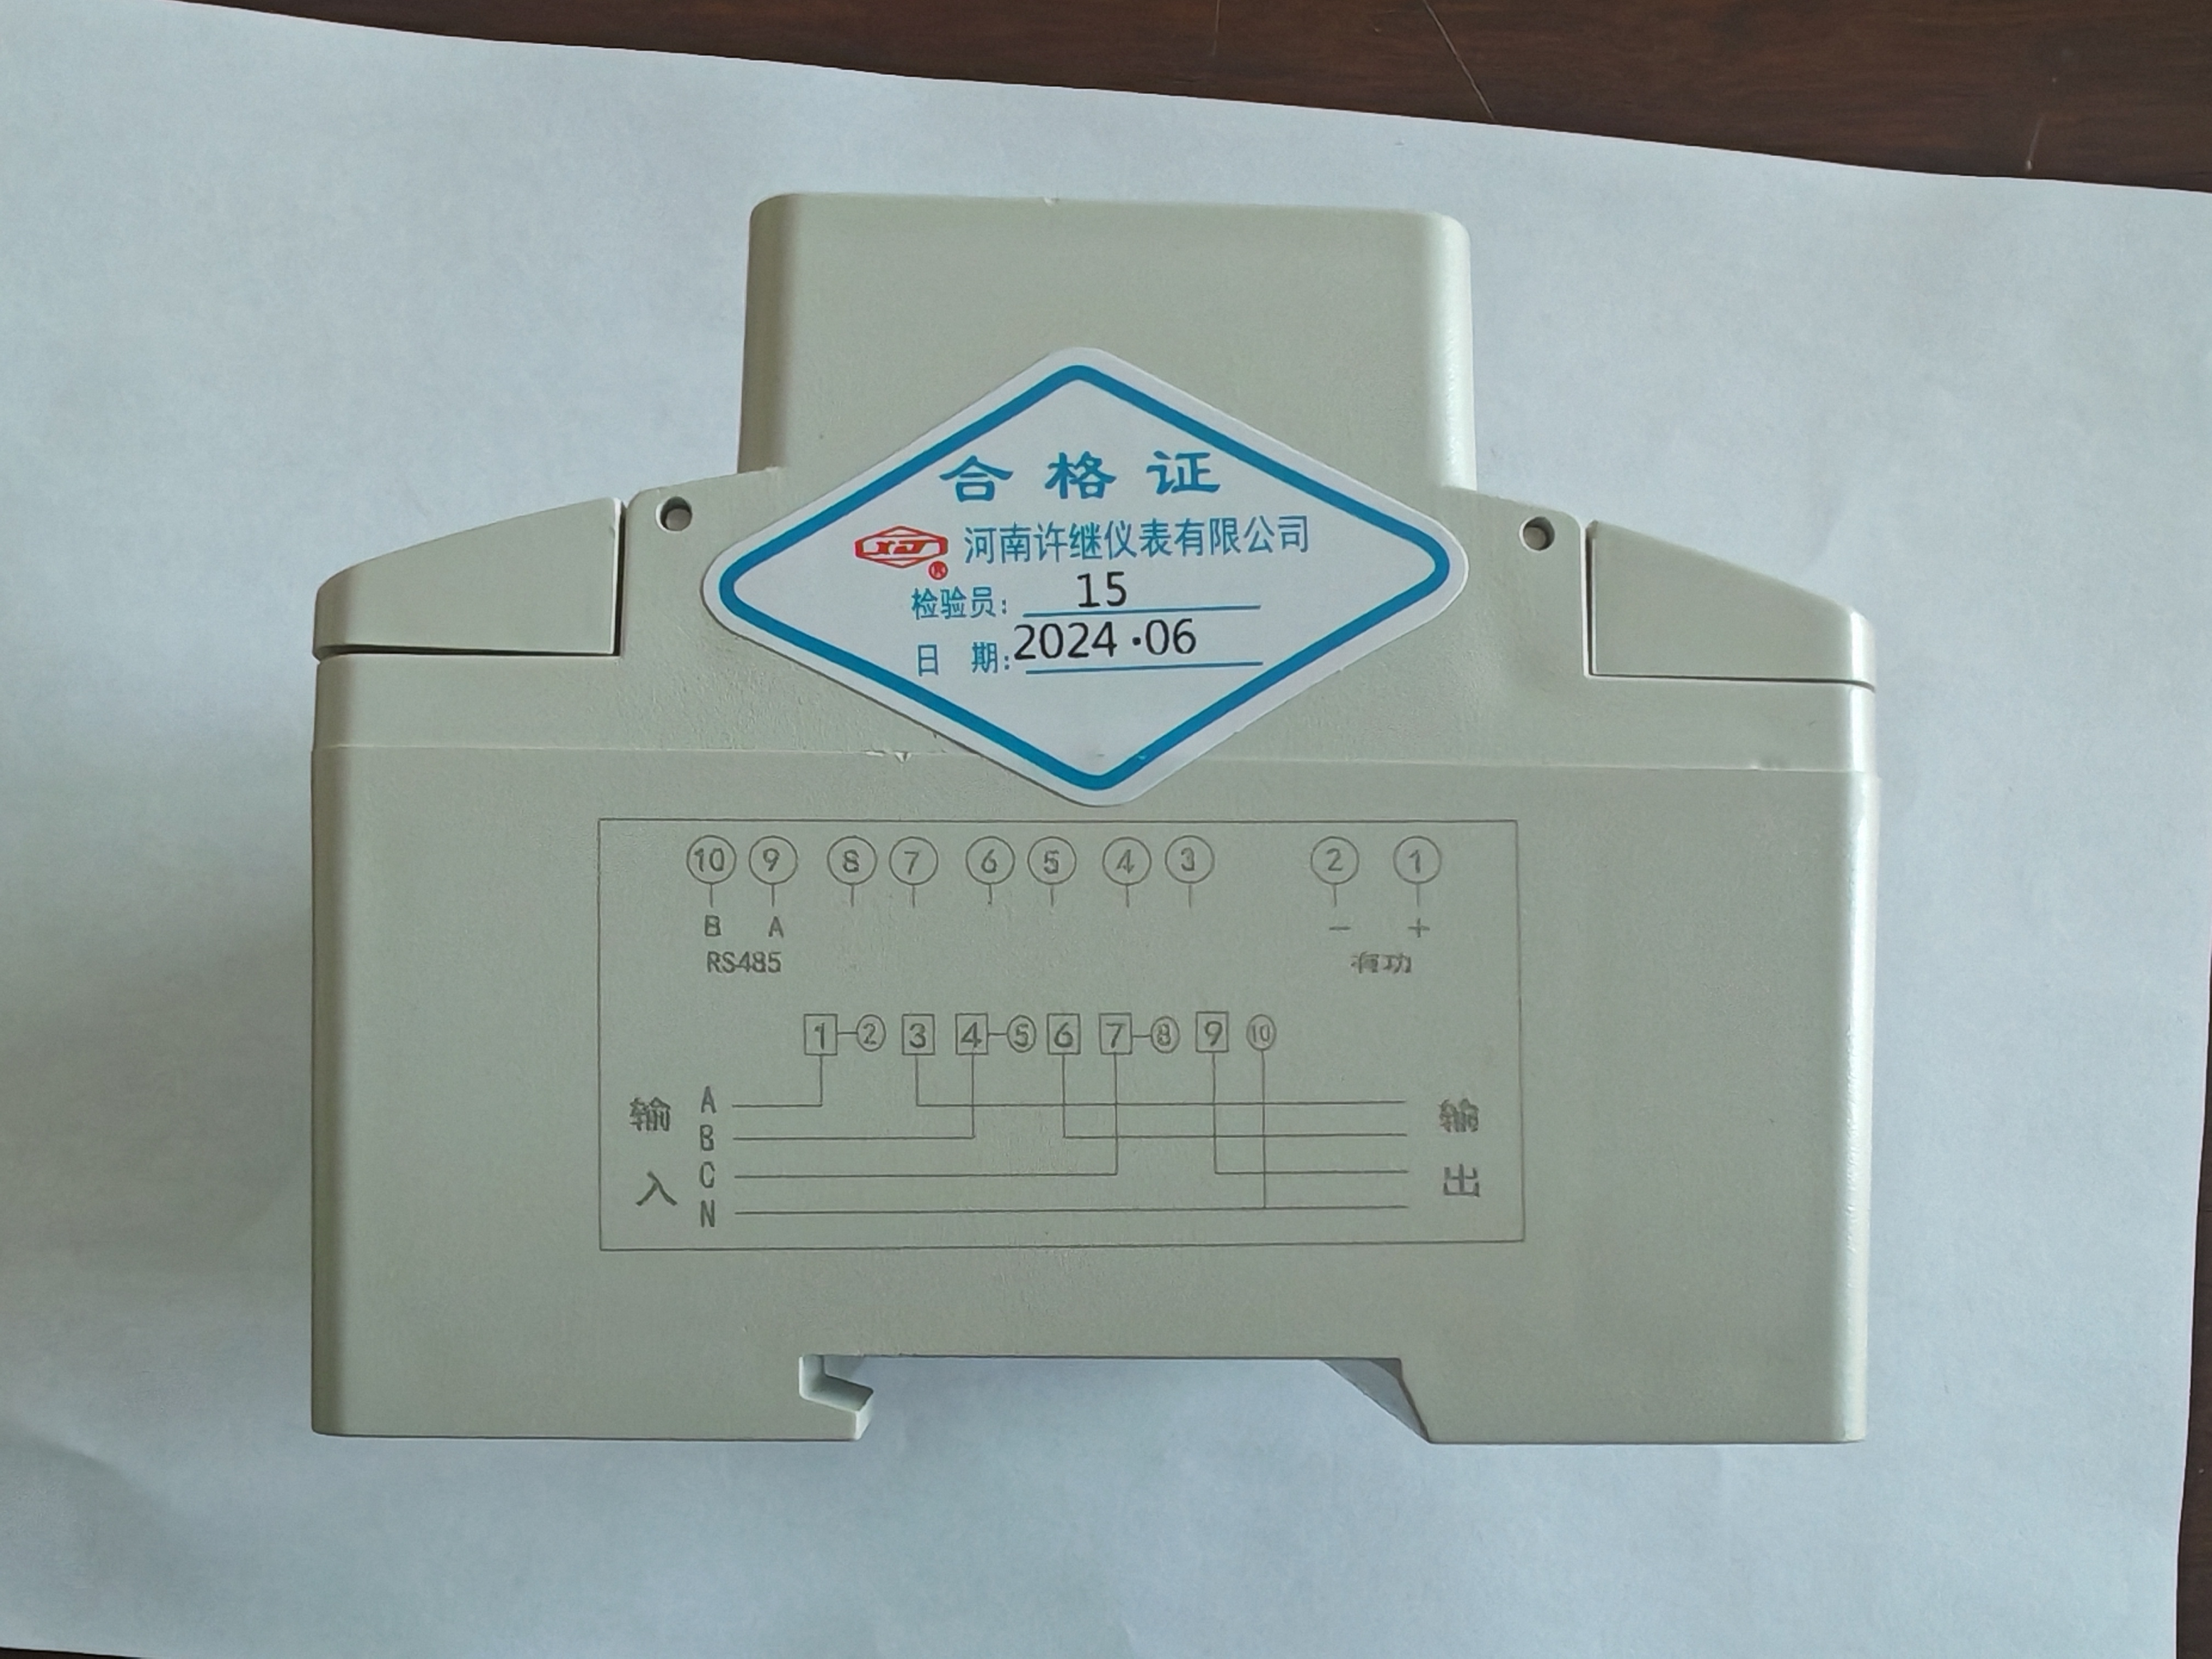 合格证
XJ® 河南许继仪表有限公司
检验员: 15
日 期: 2024·06
10 9 8 7 6 5 4 3 2 1
B A - +
RS485 有功
1 2 3 4 5 6 7 8 9 10
输入 A 输出
B
C
N